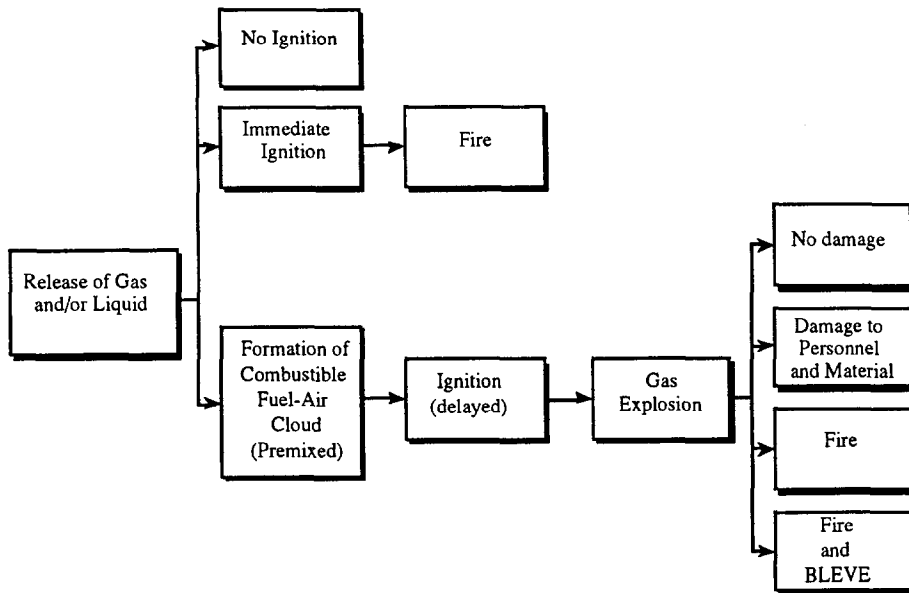 No Ignition
Immediate
Ignition
Fire
Release of Gas
and/or Liquid
Formation of
Combustible
Fuel-Air
Cloud
(Premixed)
Ignition
(delayed)
Gas
Explosion
No damage
Damage to
Personnel
and Material
Fire
Fire
and
BLEVE